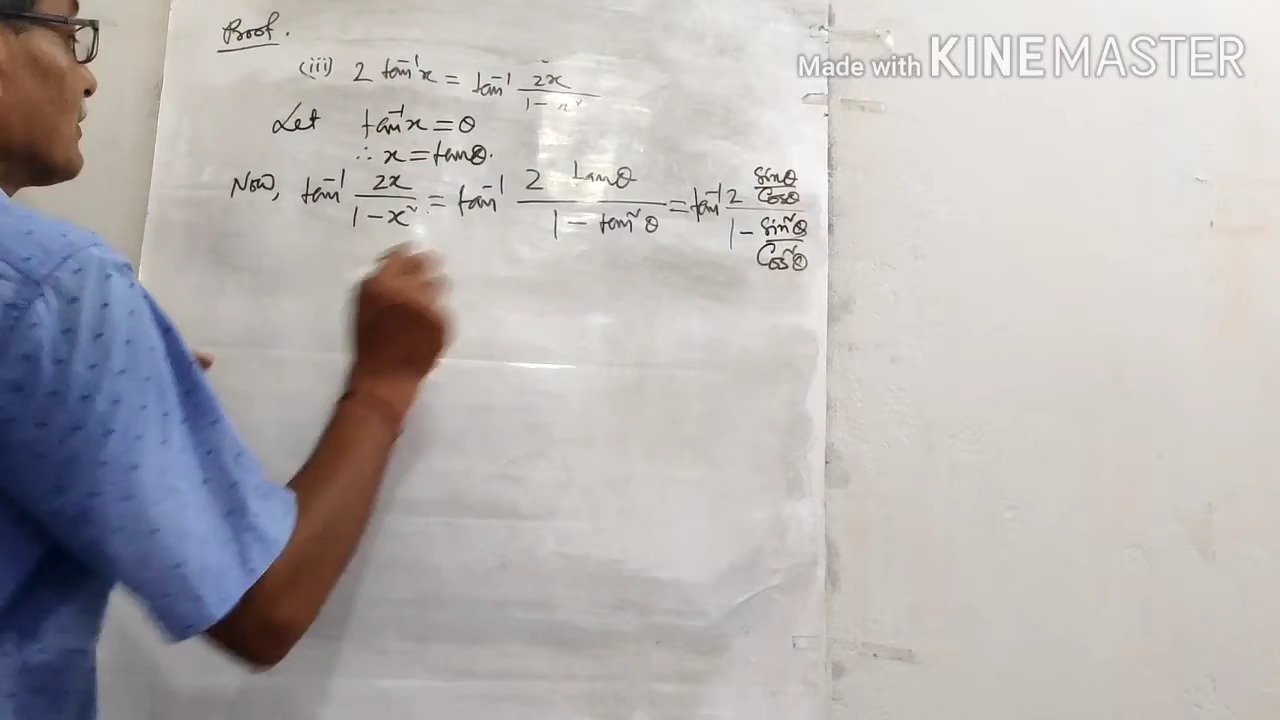 Proof.
Made with KINEMASTER
(iii) 2 tan⁻¹x = tan⁻¹ 2x / 1 - x²
Let tan⁻¹x = θ
∴ x = tanθ.
Now, tan⁻¹ 2x / 1 - x² = tan⁻¹ 2 tanθ / 1 - tan²θ = tan⁻¹ 2 sinθ/cosθ / 1 - sin²θ/cos²θ